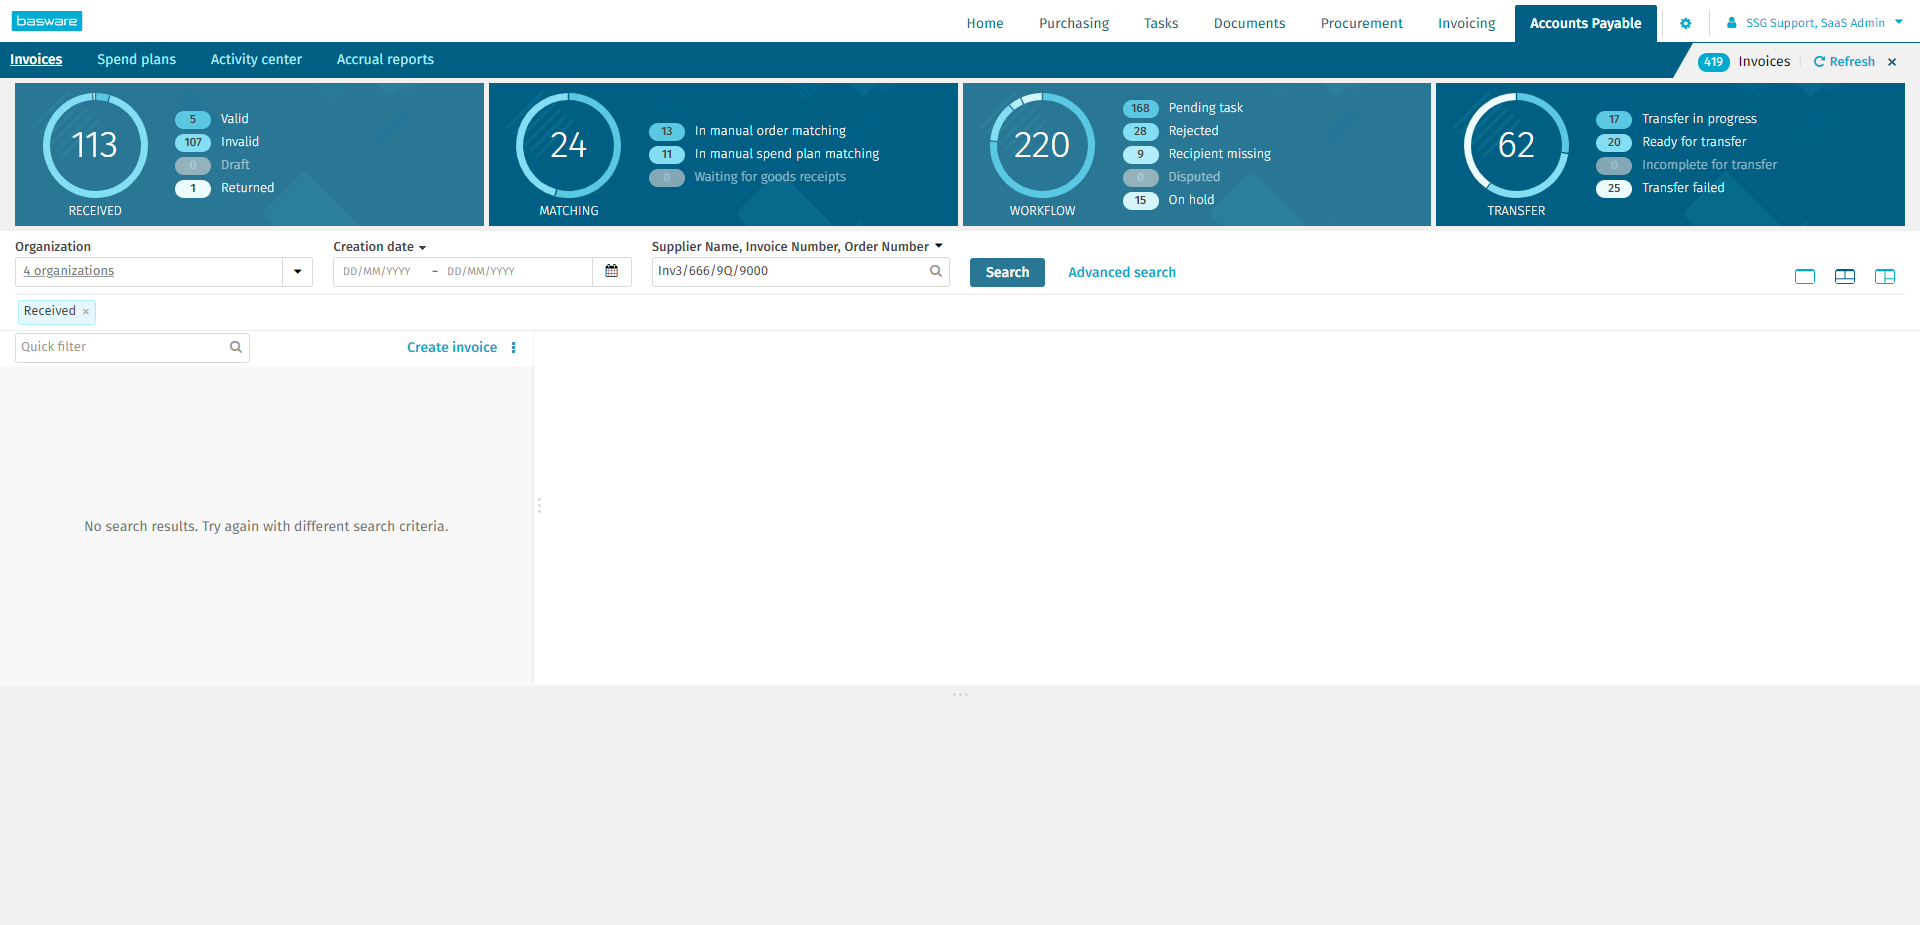 basware
Home Purchasing Tasks Documents Procurement Invoicing Accounts Payable SSG Support, SaaS Admin
Invoices Spend plans Activity center Accrual reports
419 Invoices Refresh ×
113
RECEIVED
5 Valid
107 Invalid
0 Draft
1 Returned
24
MATCHING
13 In manual order matching
11 In manual spend plan matching
0 Waiting for goods receipts
220
WORKFLOW
168 Pending task
28 Rejected
9 Recipient missing
0 Disputed
15 On hold
62
TRANSFER
17 Transfer in progress
20 Ready for transfer
0 Incomplete for transfer
25 Transfer failed
Organization
4 organizations
Creation date
DD/MM/YYYY – DD/MM/YYYY
Supplier Name, Invoice Number, Order Number
Inv3/666/9Q/9000
Search Advanced search
Received ×
Quick filter
Create invoice
No search results. Try again with different search criteria.